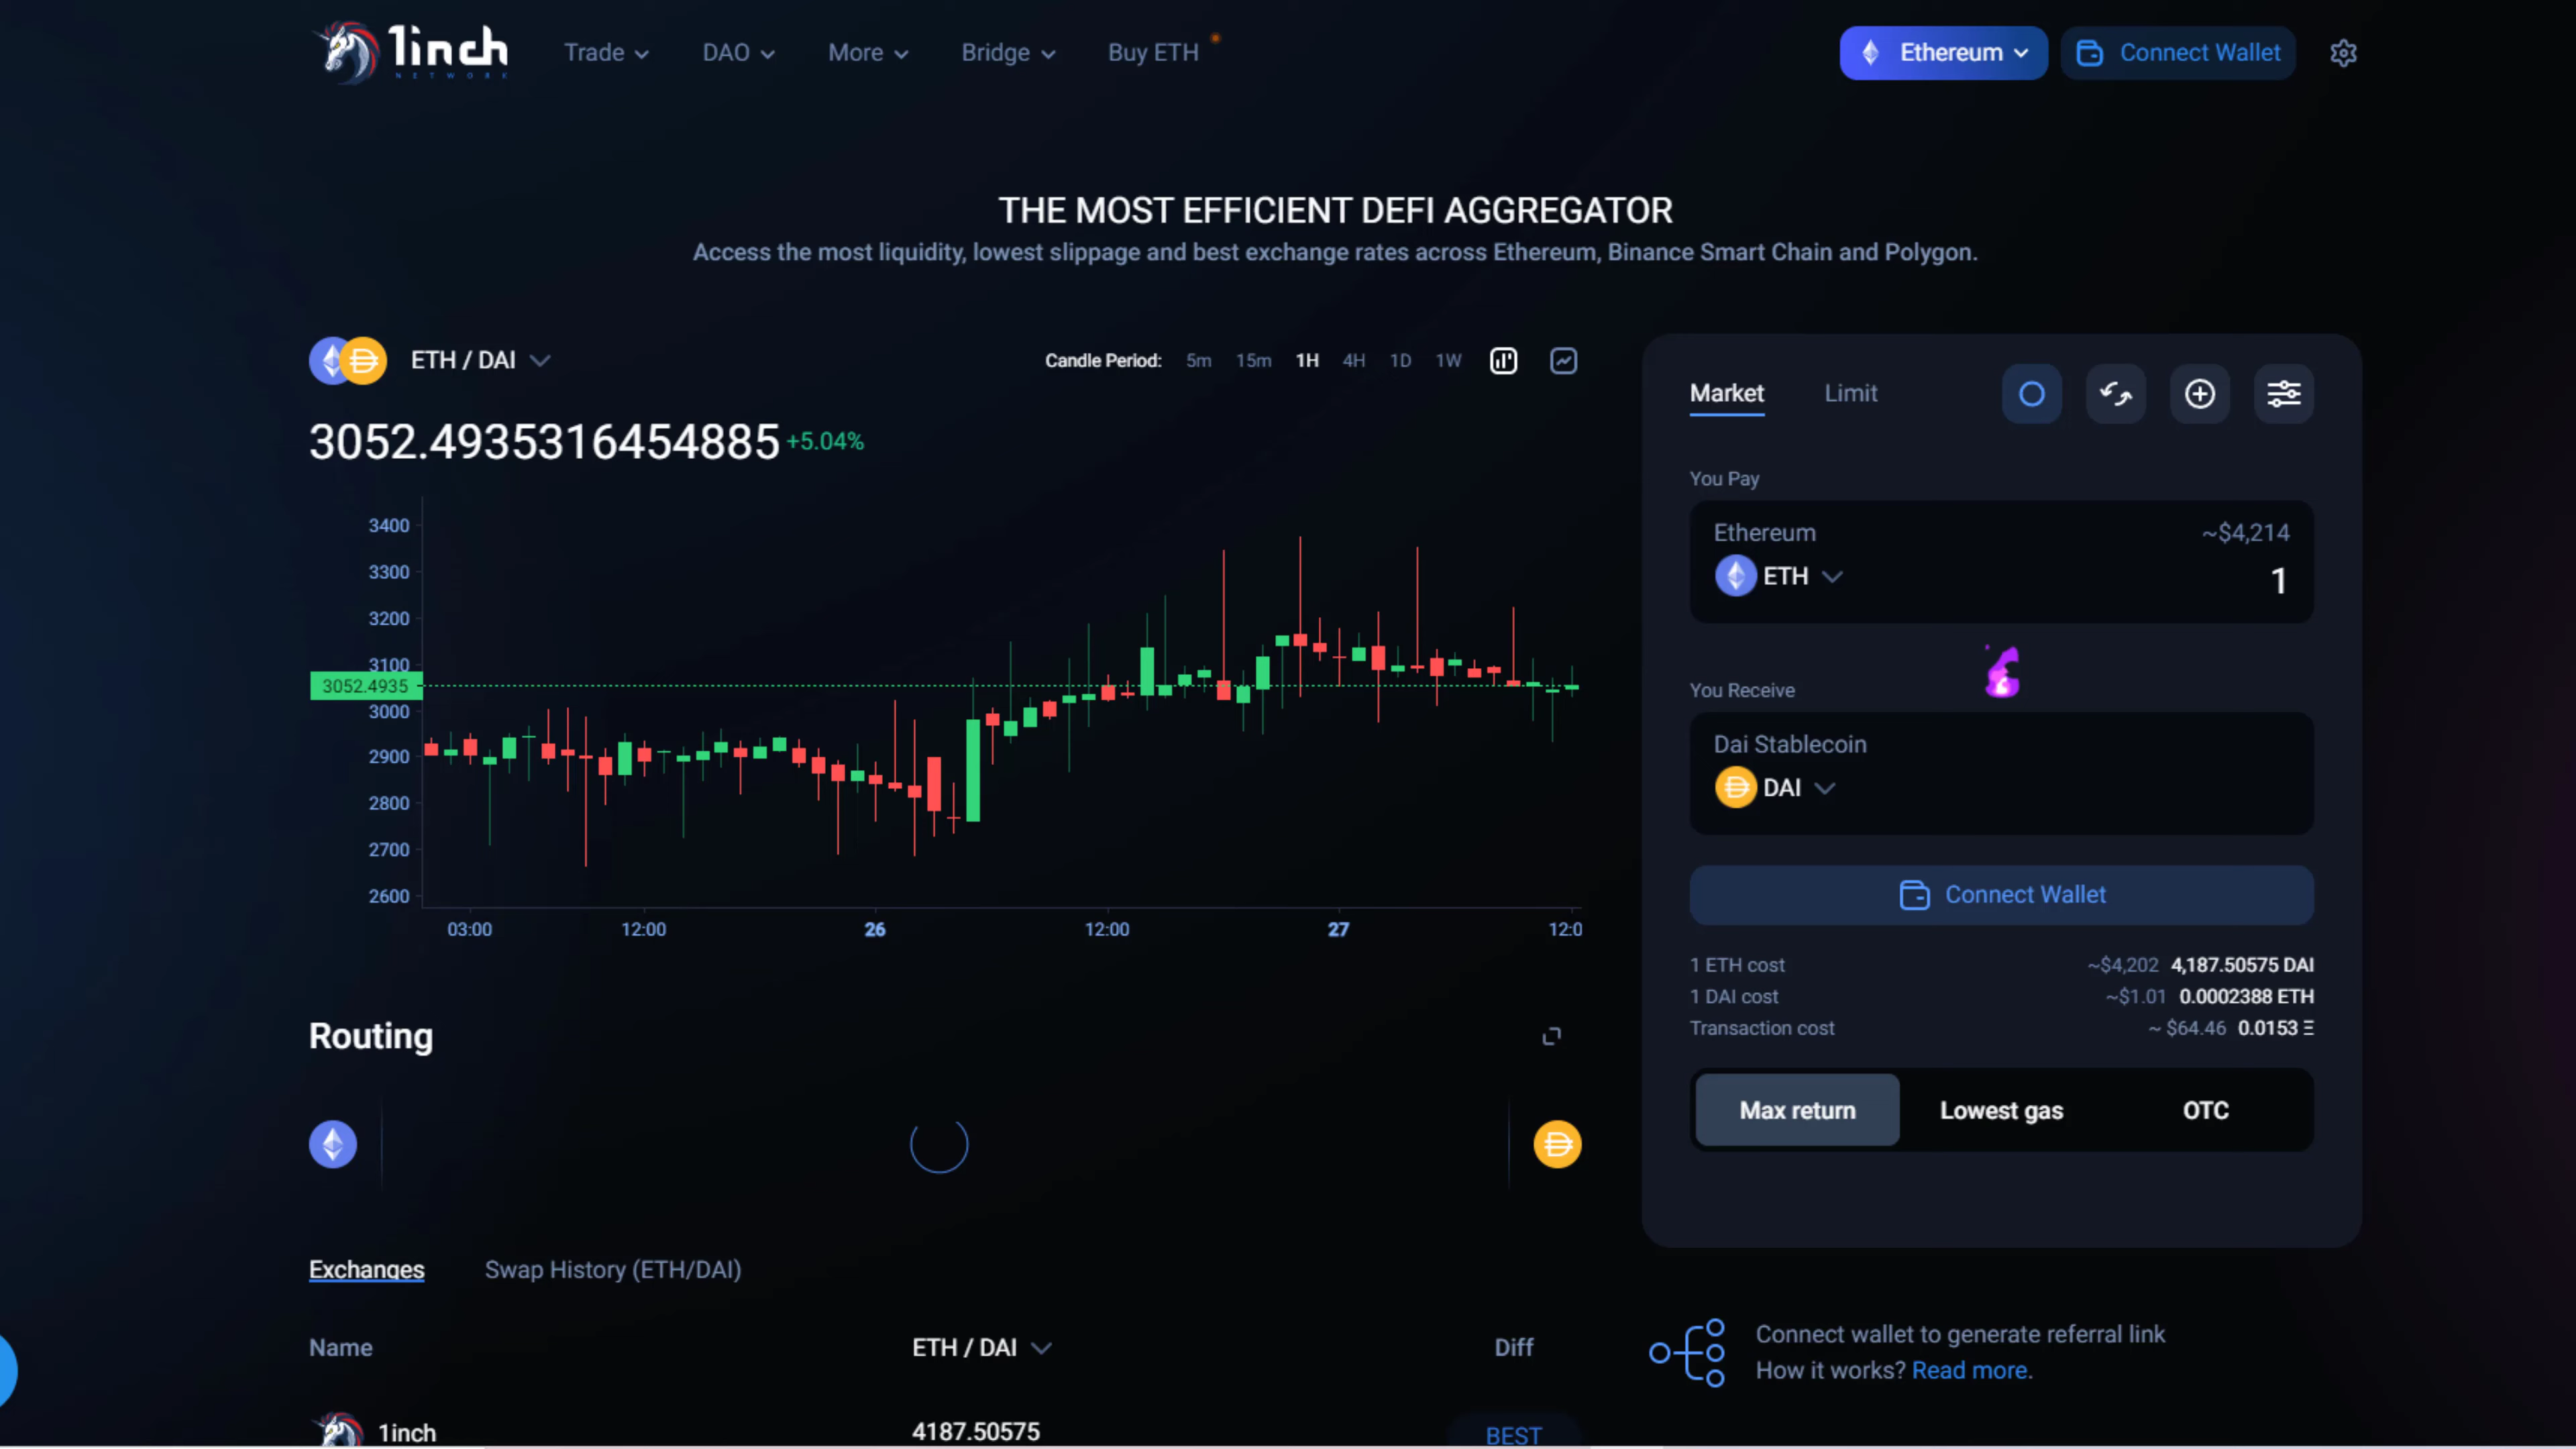 1inch
NETWORK
Trade
DAO
More
Bridge
Buy ETH
Ethereum
Connect Wallet
THE MOST EFFICIENT DEFI AGGREGATOR
Access the most liquidity, lowest slippage and best exchange rates across Ethereum, Binance Smart Chain and Polygon.
ETH / DAI
Candle Period: 5m 15m 1H 4H 1D 1W
3052.4935316454885 +5.04%
3400
3300
3200
3100
3052.4935
3000
2900
2800
2700
2600
03:00 12:00 26 12:00 27 12:0
Market Limit
You Pay
Ethereum ~$4,214
ETH 1
You Receive
Dai Stablecoin
DAI
Connect Wallet
1 ETH cost ~$4,202 4,187.50575 DAI
1 DAI cost ~$1.01 0.0002388 ETH
Transaction cost ~ $64.46 0.0153 Ξ
Max return Lowest gas OTC
Routing
Exchanges Swap History (ETH/DAI)
Name ETH / DAI Diff
1inch 4187.50575 BEST
Connect wallet to generate referral link
How it works? Read more.